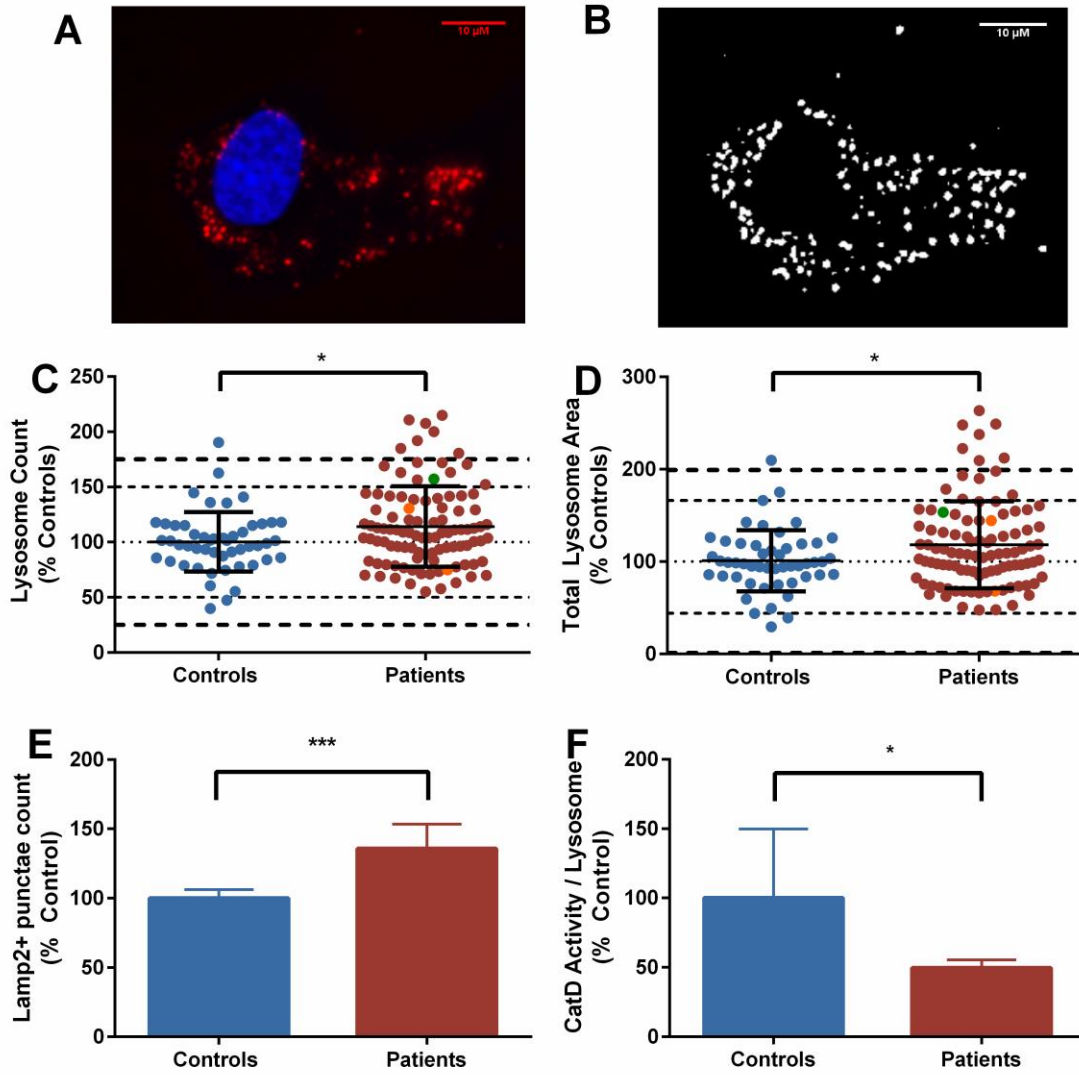 A
10 µM
B
10 µM
C
Lysosome Count
(% Controls)
*
250
200
150
100
50
0
Controls
Patients
D
Total Lysosome Area
(% Controls)
*
300
200
100
0
Controls
Patients
E
Lamp2+ punctae count
(% Control)
***
200
150
100
50
0
Controls
Patients
F
CatD Activity / Lysosome
(% Control)
*
200
150
100
50
0
Controls
Patients